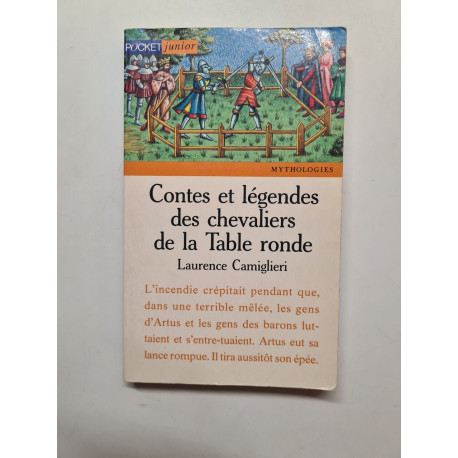 POCKET junior
MYTHOLOGIES
Contes et légendes
des chevaliers
de la Table ronde
Laurence Camiglieri
L'incendie crépitait pendant que,
dans une terrible mêlée, les gens
d'Artus et les gens des barons lut-
taient et s'entre-tuaient. Artus eut sa
lance rompue. Il tira aussitôt son épée.